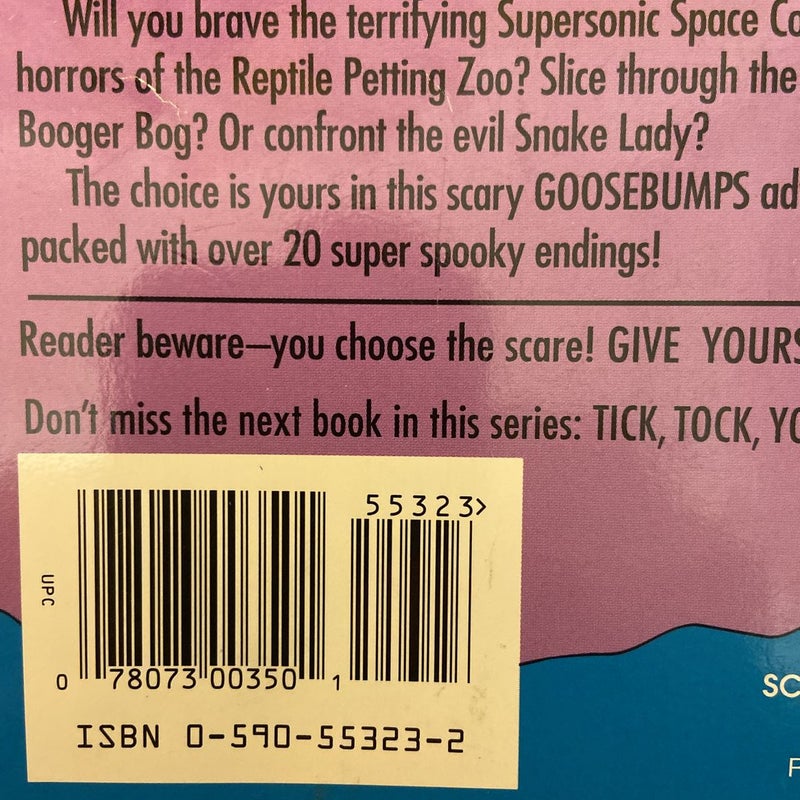 Will you brave the terrifying Supersonic Space Co
horrors of the Reptile Petting Zoo? Slice through the
Booger Bog? Or confront the evil Snake Lady?
The choice is yours in this scary GOOSEBUMPS ad
packed with over 20 super spooky endings!
Reader beware—you choose the scare! GIVE YOURS
Don't miss the next book in this series: TICK, TOCK, YO
55323>
UPC
0 78073 00350 1
ISBN 0-590-55323-2
SC
F